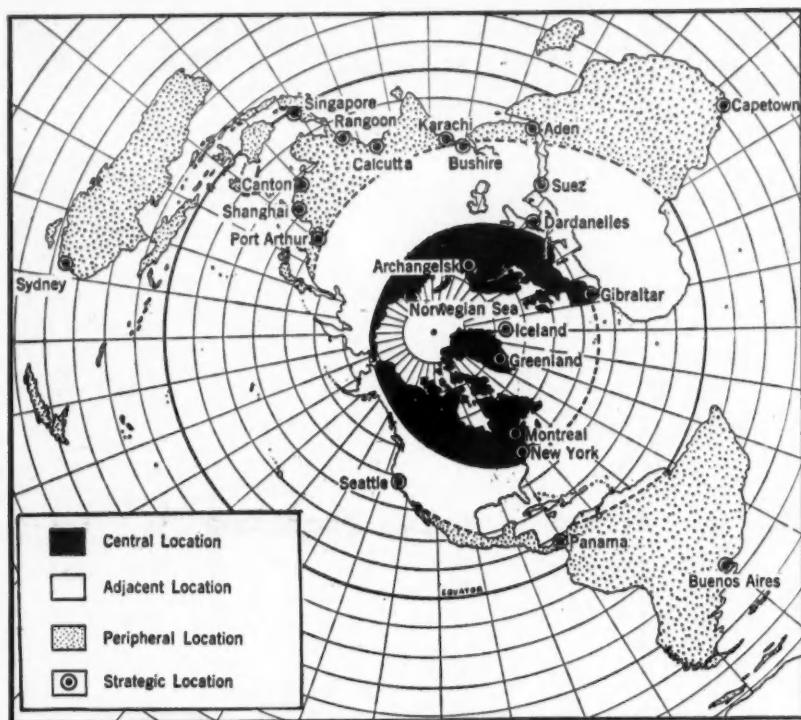 Singapore
Rangoon
Karachi
Aden
Capetown
Calcutta
Bushire
Canton
Suez
Shanghai
Dardanelles
Port Arthur
Archangelsk
Sydney
Gibraltar
Norwegian Sea
Iceland
Greenland
Montreal
New York
Seattle
Panama
Buenos Aires
EQUATOR
Central Location
Adjacent Location
Peripheral Location
Strategic Location